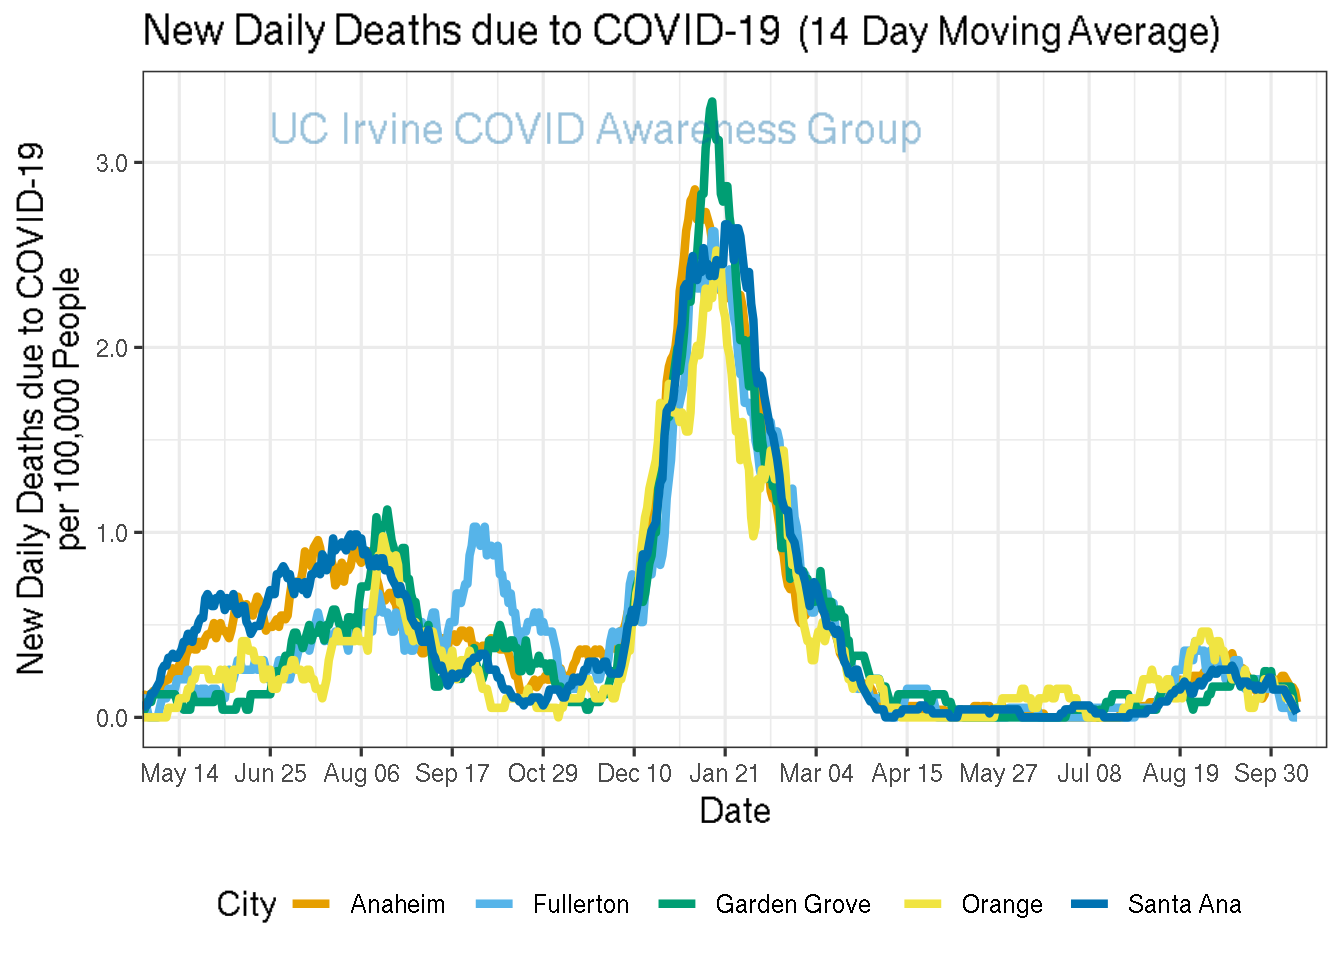 New Daily Deaths due to COVID-19 (14 Day Moving Average)
UC Irvine COVID Awareness Group
New Daily Deaths due to COVID-19
per 100,000 People
3.0
2.0
1.0
0.0
May 14 Jun 25 Aug 06 Sep 17 Oct 29 Dec 10 Jan 21 Mar 04 Apr 15 May 27 Jul 08 Aug 19 Sep 30
Date
City Anaheim Fullerton Garden Grove Orange Santa Ana